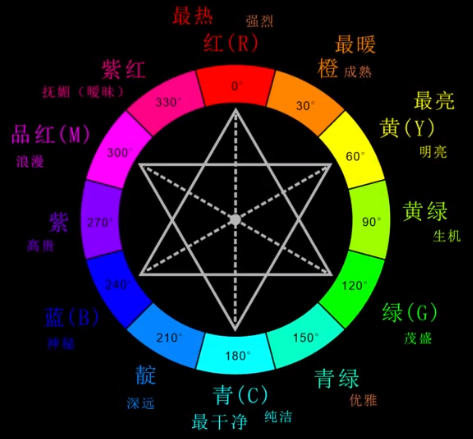 最热
强烈
红(R)
0°
最暖
橙
成熟
30°
最亮
黄(Y)
明亮
60°
黄绿
生机
90°
绿(G)
茂盛
120°
青绿
优雅
150°
青(C)
最干净
纯洁
180°
靛
深远
210°
蓝(B)
神秘
240°
紫
高贵
270°
品红(M)
浪漫
300°
紫红
抚媚(暧昧)
330°